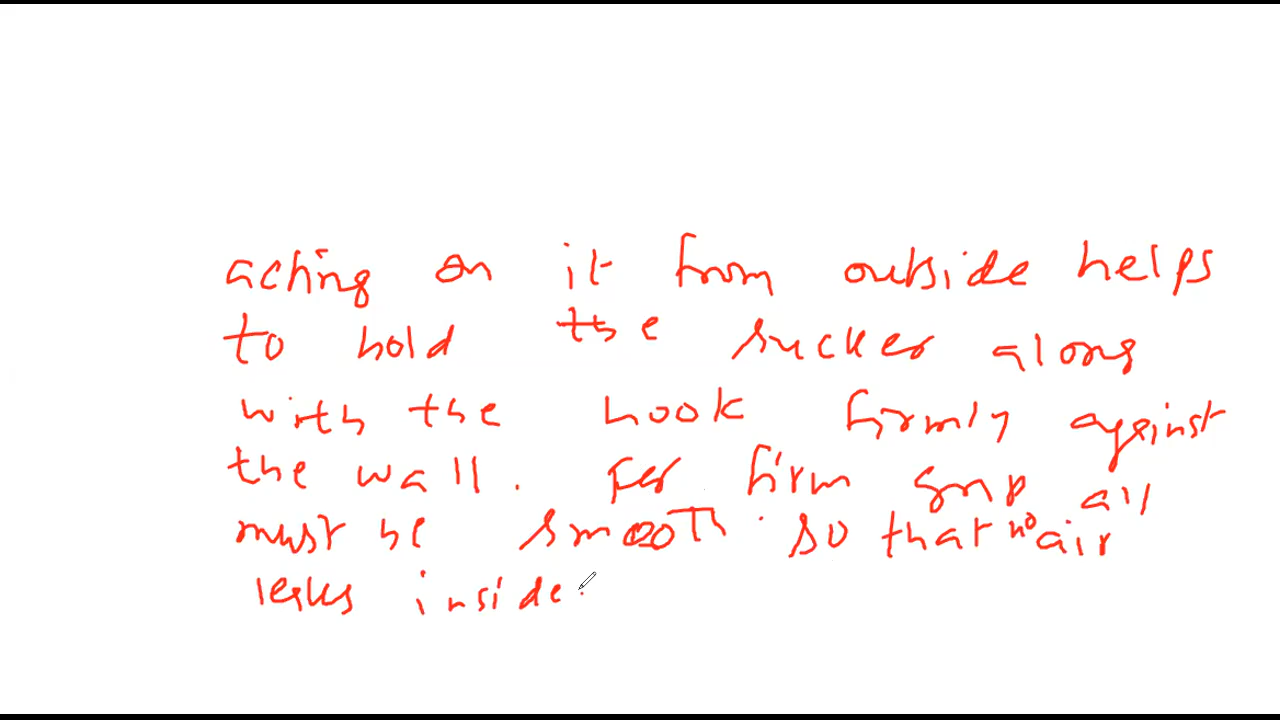 acting on it from outside helps
to hold the sucker along
with the hook firmly against
the wall. For firm grip all
must be smooth so that no air
leaks inside.